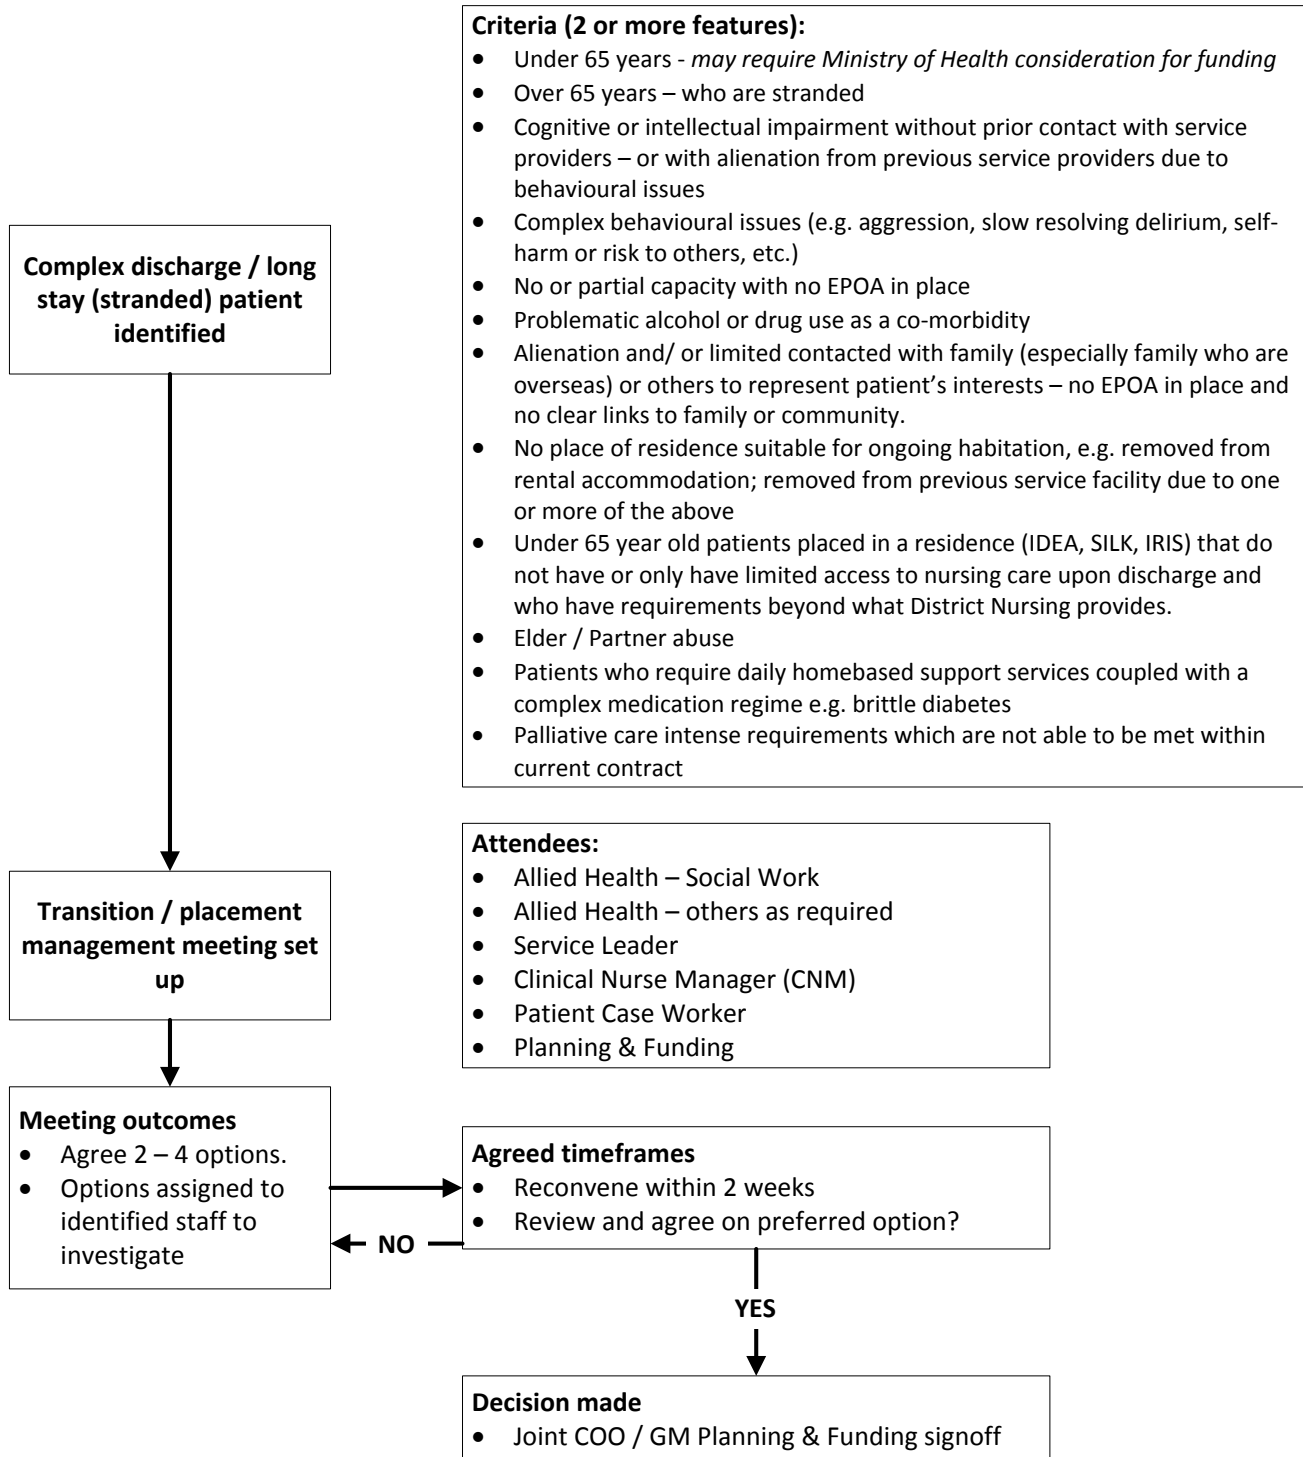 Criteria (2 or more features):
• Under 65 years - may require Ministry of Health consideration for funding
• Over 65 years – who are stranded
• Cognitive or intellectual impairment without prior contact with service
providers – or with alienation from previous service providers due to
behavioural issues
• Complex behavioural issues (e.g. aggression, slow resolving delirium, self-
harm or risk to others, etc.)
• No or partial capacity with no EPOA in place
• Problematic alcohol or drug use as a co-morbidity
• Alienation and/ or limited contacted with family (especially family who are
overseas) or others to represent patient’s interests – no EPOA in place and
no clear links to family or community.
• No place of residence suitable for ongoing habitation, e.g. removed from
rental accommodation; removed from previous service facility due to one
or more of the above
• Under 65 year old patients placed in a residence (IDEA, SILK, IRIS) that do
not have or only have limited access to nursing care upon discharge and
who have requirements beyond what District Nursing provides.
• Elder / Partner abuse
• Patients who require daily homebased support services coupled with a
complex medication regime e.g. brittle diabetes
• Palliative care intense requirements which are not able to be met within
current contract
Complex discharge / long
stay (stranded) patient
identified
Transition / placement
management meeting set
up
Attendees:
• Allied Health – Social Work
• Allied Health – others as required
• Service Leader
• Clinical Nurse Manager (CNM)
• Patient Case Worker
• Planning & Funding
Meeting outcomes
• Agree 2 – 4 options.
• Options assigned to
identified staff to
investigate
Agreed timeframes
• Reconvene within 2 weeks
• Review and agree on preferred option?
NO
YES
Decision made
• Joint COO / GM Planning & Funding signoff